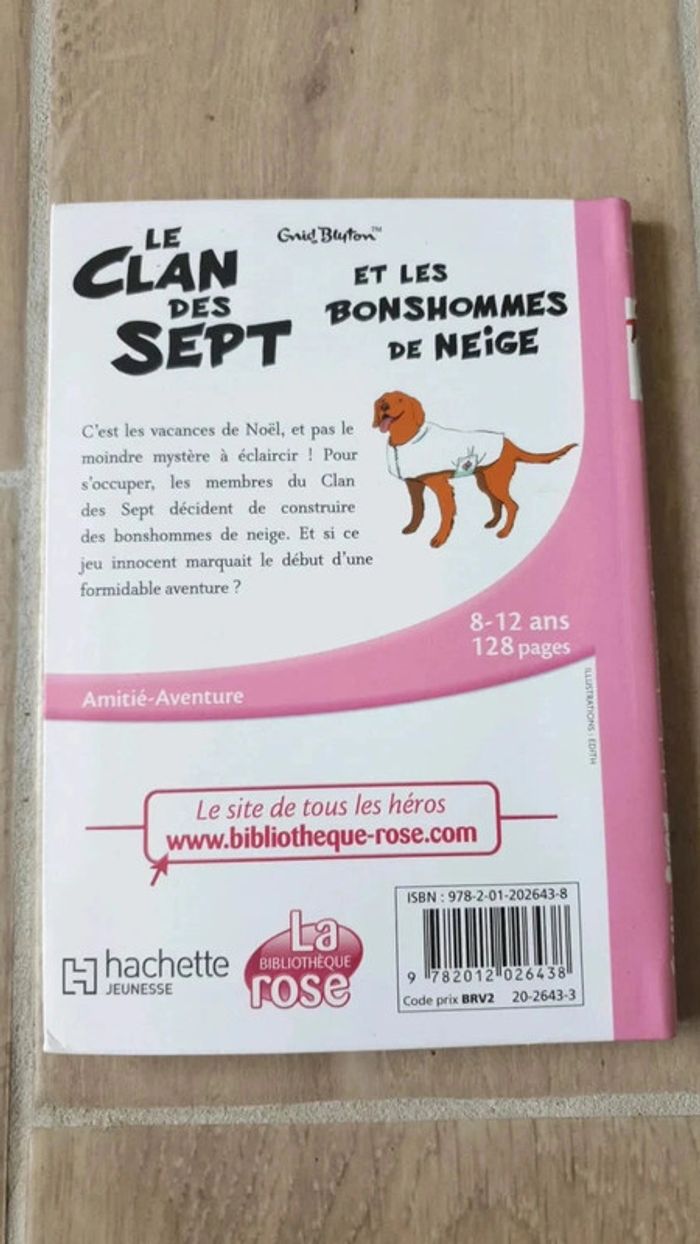 LE
CLAN
DES
SEPT
Enid Blyton™
ET LES
BONSHOMMES
DE NEIGE
C'est les vacances de Noël, et pas le
moindre mystère à éclaircir ! Pour
s'occuper, les membres du Clan
des Sept décident de construire
des bonshommes de neige. Et si ce
jeu innocent marquait le début d'une
formidable aventure ?
8-12 ans
128 pages
Amitié-Aventure
ILLUSTRATIONS : EDITH
Le site de tous les héros
www.bibliotheque-rose.com
hachette
JEUNESSE
La
BIBLIOTHÈQUE
rose
ISBN : 978-2-01-202643-8
9 782012 026438
Code prix BRV2 20-2643-3